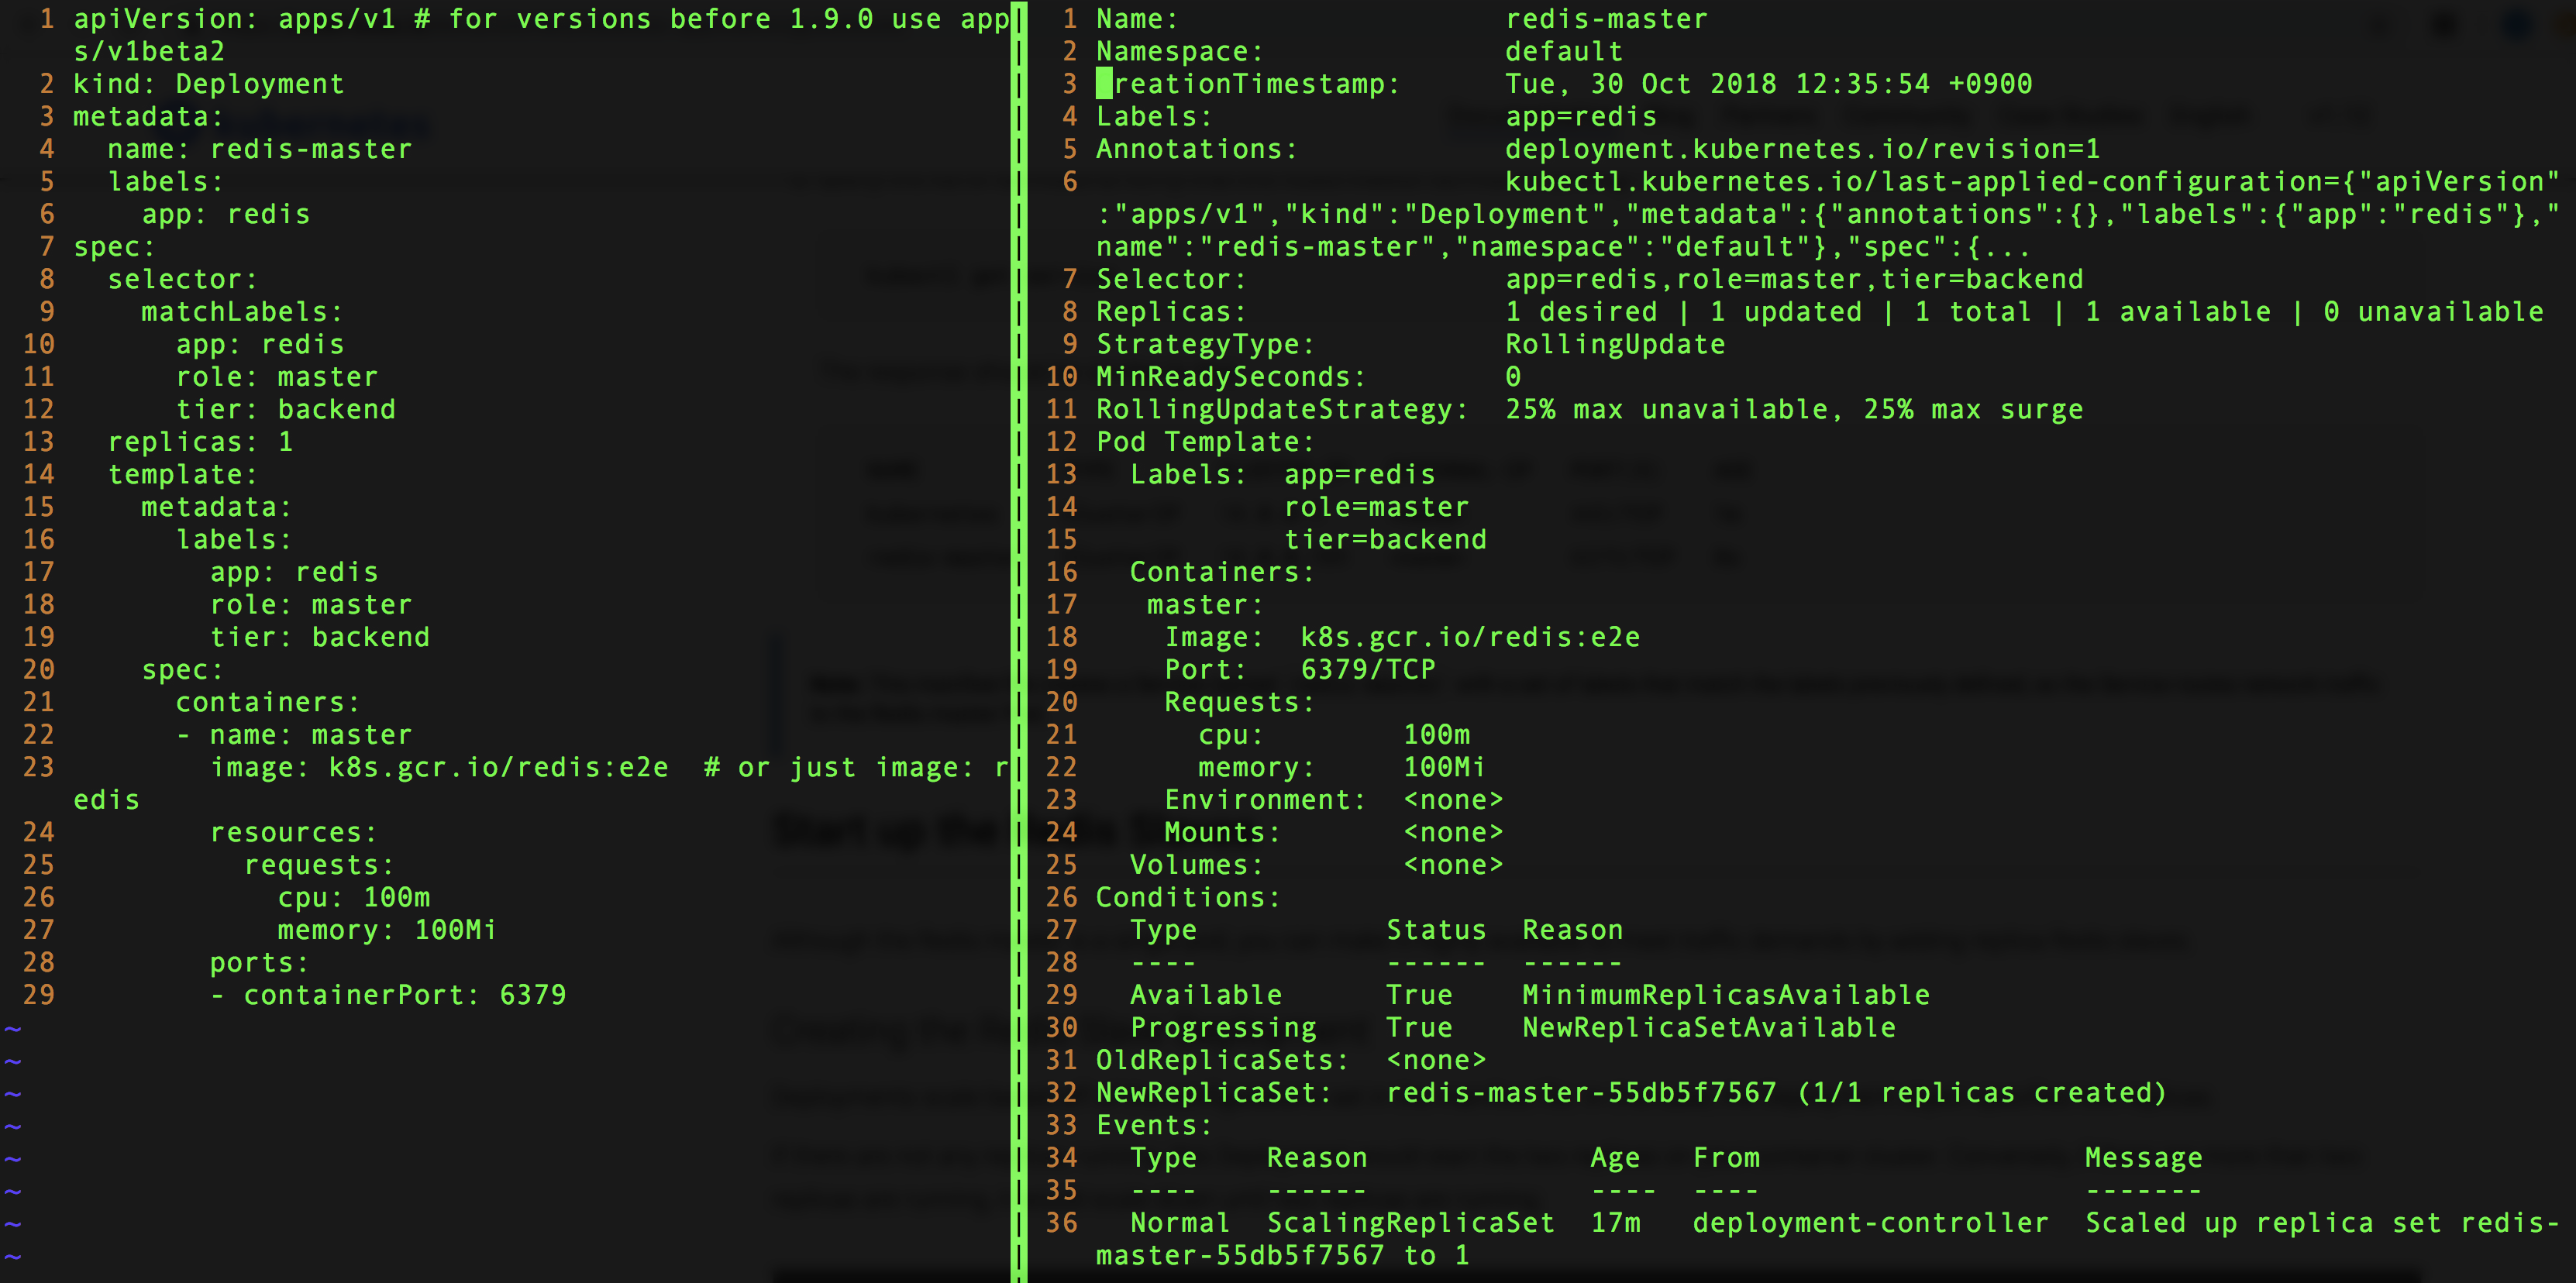 1 apiVersion: apps/v1 # for versions before 1.9.0 use app
s/v1beta2
2 kind: Deployment
3 metadata:
4   name: redis-master
5   labels:
6     app: redis
7 spec:
8   selector:
9     matchLabels:
10       app: redis
11       role: master
12       tier: backend
13   replicas: 1
14   template:
15     metadata:
16       labels:
17         app: redis
18         role: master
19         tier: backend
20     spec:
21       containers:
22       - name: master
23         image: k8s.gcr.io/redis:e2e  # or just image: r
edis
24         resources:
25           requests:
26             cpu: 100m
27             memory: 100Mi
28         ports:
29         - containerPort: 6379
~
~
~
~
~
~
~
~
1 Name:                   redis-master
2 Namespace:              default
3 reationTimestamp:      Tue, 30 Oct 2018 12:35:54 +0900
4 Labels:                 app=redis
5 Annotations:            deployment.kubernetes.io/revision=1
6                         kubectl.kubernetes.io/last-applied-configuration={"apiVersion"
:"apps/v1","kind":"Deployment","metadata":{"annotations":{},"labels":{"app":"redis"},"
name":"redis-master","namespace":"default"},"spec":{...
7 Selector:               app=redis,role=master,tier=backend
8 Replicas:               1 desired | 1 updated | 1 total | 1 available | 0 unavailable
9 StrategyType:           RollingUpdate
10 MinReadySeconds:        0
11 RollingUpdateStrategy:  25% max unavailable, 25% max surge
12 Pod Template:
13   Labels:  app=redis
14            role=master
15            tier=backend
16   Containers:
17    master:
18     Image:  k8s.gcr.io/redis:e2e
19     Port:   6379/TCP
20     Requests:
21       cpu:        100m
22       memory:     100Mi
23     Environment:  <none>
24     Mounts:       <none>
25   Volumes:        <none>
26 Conditions:
27   Type           Status  Reason
28   ----           ------  ------
29   Available      True    MinimumReplicasAvailable
30   Progressing    True    NewReplicaSetAvailable
31 OldReplicaSets:  <none>
32 NewReplicaSet:   redis-master-55db5f7567 (1/1 replicas created)
33 Events:
34   Type    Reason             Age   From                   Message
35   ----    ------             ----  ----                   -------
36   Normal  ScalingReplicaSet  17m   deployment-controller  Scaled up replica set redis-
master-55db5f7567 to 1